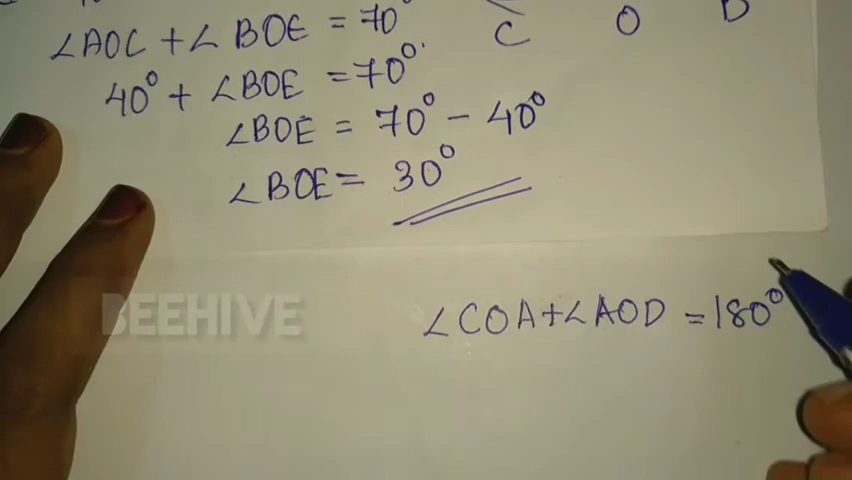 ∠AOC + ∠BOE = 70°
C O D
40° + ∠BOE = 70°
∠BOE = 70° - 40°
∠BOE = 30°
BEEHIVE
∠COA + ∠AOD = 180°